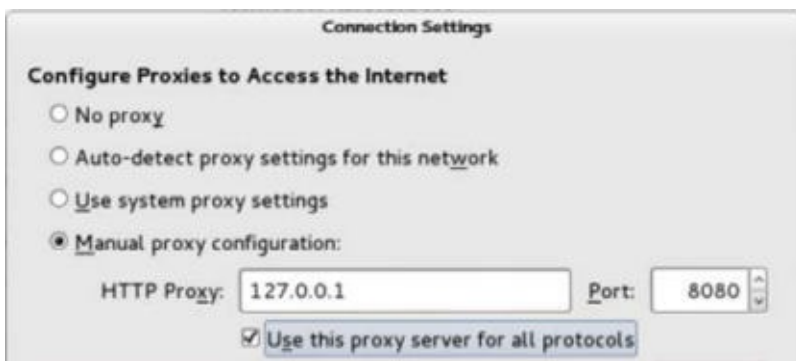 Connection Settings
Configure Proxies to Access the Internet
No proxy
Auto-detect proxy settings for this network
Use system proxy settings
Manual proxy configuration:
HTTP Proxy: 127.0.0.1 Port: 8080
Use this proxy server for all protocols